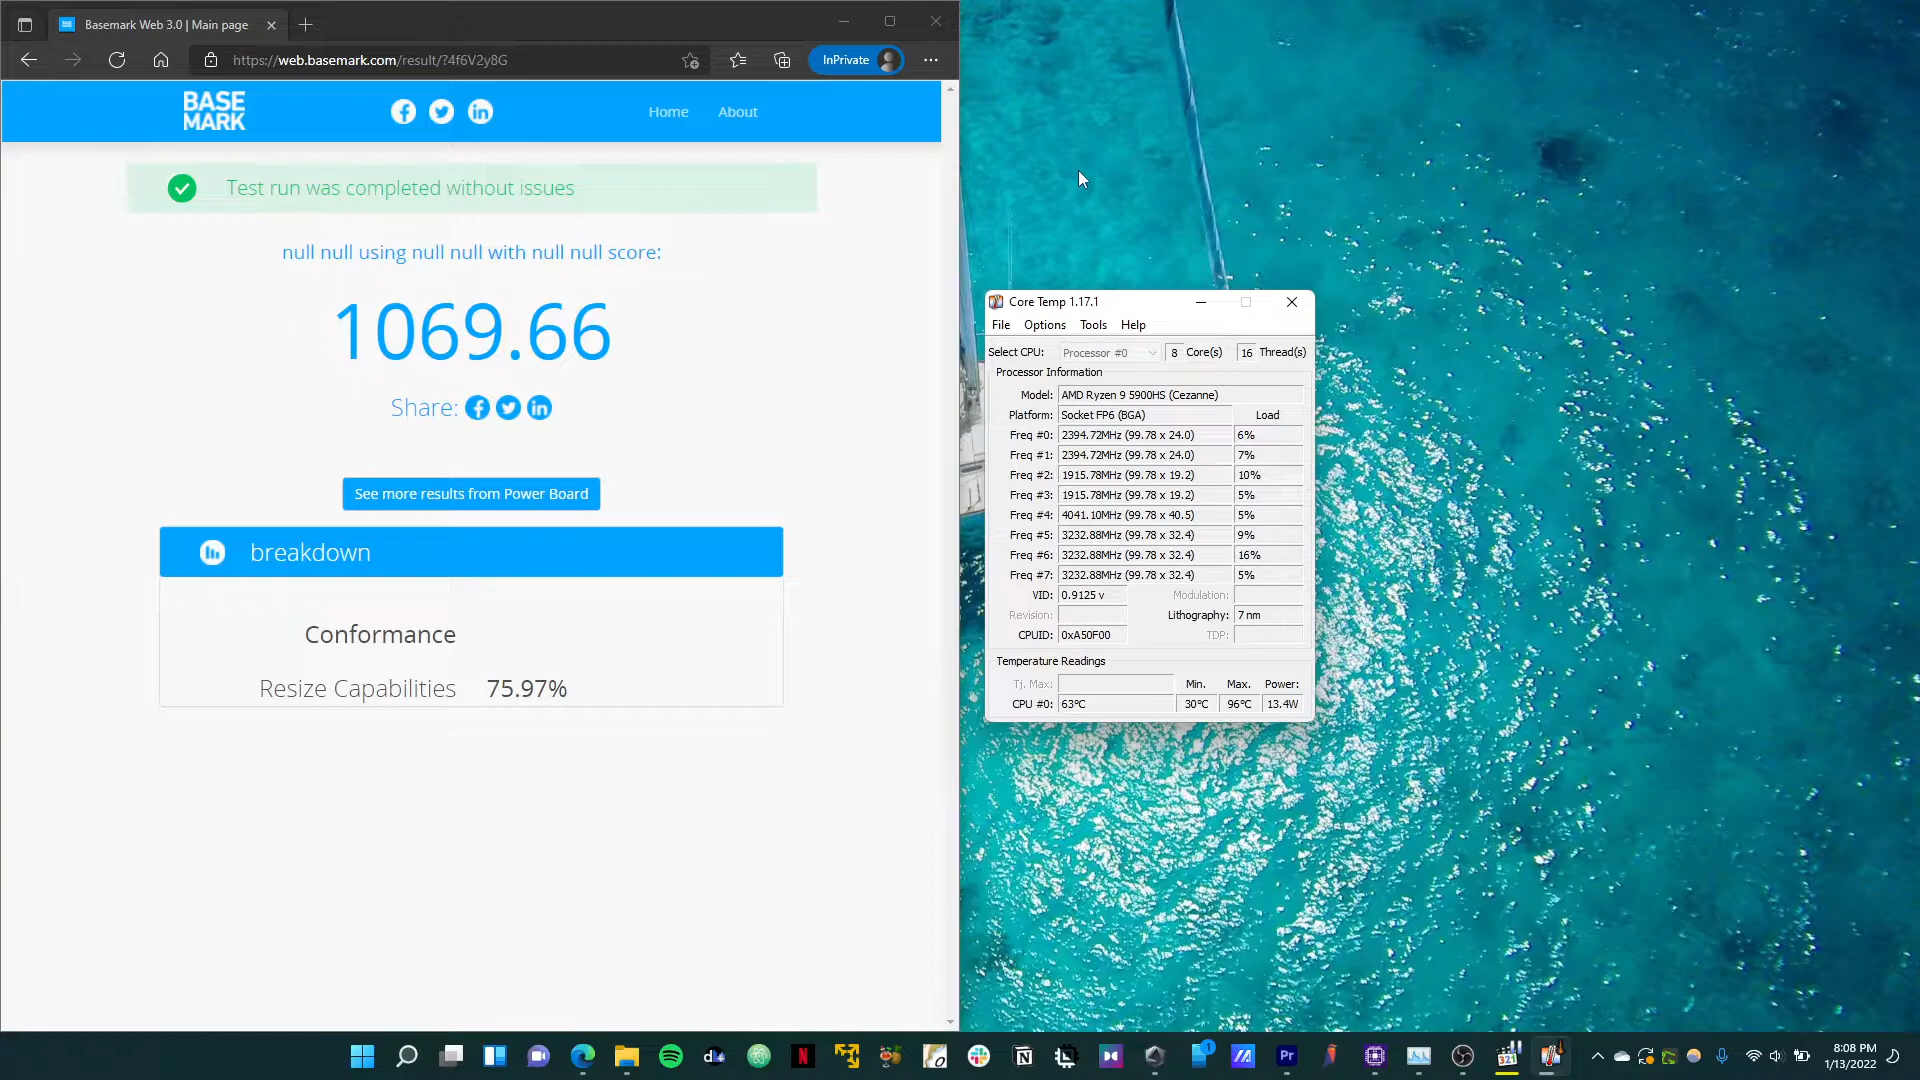 Basemark Web 3.0 | Main page
https://web.basemark.com/result/?4f6V2y8G
InPrivate
BASE
MARK
Home
About
Test run was completed without issues
null null using null null with null null score:
1069.66
Share:
See more results from Power Board
breakdown
Conformance
Resize Capabilities 75.97%
Core Temp 1.17.1
File Options Tools Help
Select CPU: Processor #0 8 Core(s) 16 Thread(s)
Processor Information
Model: AMD Ryzen 9 5900HS (Cezanne)
Platform: Socket FP6 (BGA) Load
Freq #0: 2394.72MHz (99.78 x 24.0) 6%
Freq #1: 2394.72MHz (99.78 x 24.0) 7%
Freq #2: 1915.78MHz (99.78 x 19.2) 10%
Freq #3: 1915.78MHz (99.78 x 19.2) 5%
Freq #4: 4041.10MHz (99.78 x 40.5) 5%
Freq #5: 3232.88MHz (99.78 x 32.4) 9%
Freq #6: 3232.88MHz (99.78 x 32.4) 16%
Freq #7: 3232.88MHz (99.78 x 32.4) 5%
VID: 0.9125 v Modulation:
Revision: Lithography: 7 nm
CPUID: 0xA50F00 TDP:
Temperature Readings
Tj. Max: Min. Max. Power:
CPU #0: 63°C 30°C 96°C 13.4W
8:08 PM
1/13/2022